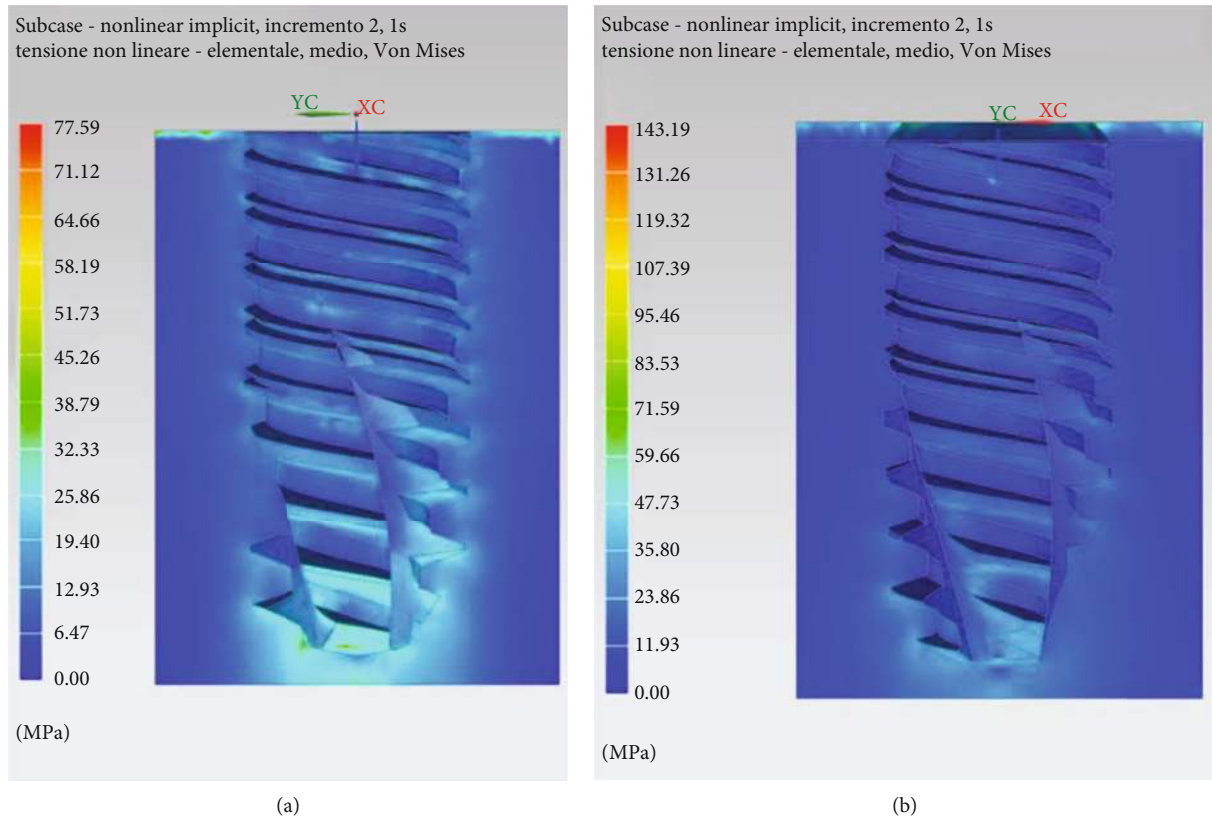 Subcase - nonlinear implicit, incremento 2, 1s
tensione non lineare - elementale, medio, Von Mises
YC
XC
77.59
71.12
64.66
58.19
51.73
45.26
38.79
32.33
25.86
19.40
12.93
6.47
0.00
(MPa)
(a)
Subcase - nonlinear implicit, incremento 2, 1s
tensione non lineare - elementale, medio, Von Mises
YC
XC
143.19
131.26
119.32
107.39
95.46
83.53
71.59
59.66
47.73
35.80
23.86
11.93
0.00
(MPa)
(b)